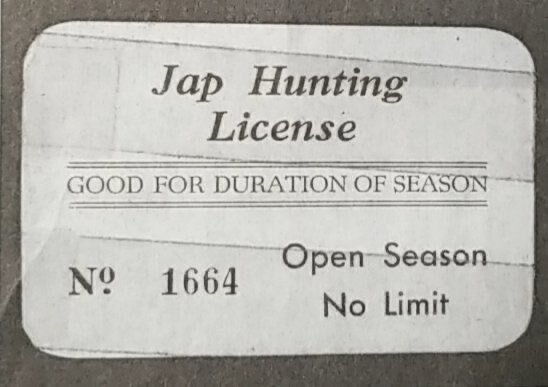 Jap Hunting
License
GOOD FOR DURATION OF SEASON
Nº 1664
Open Season
No Limit